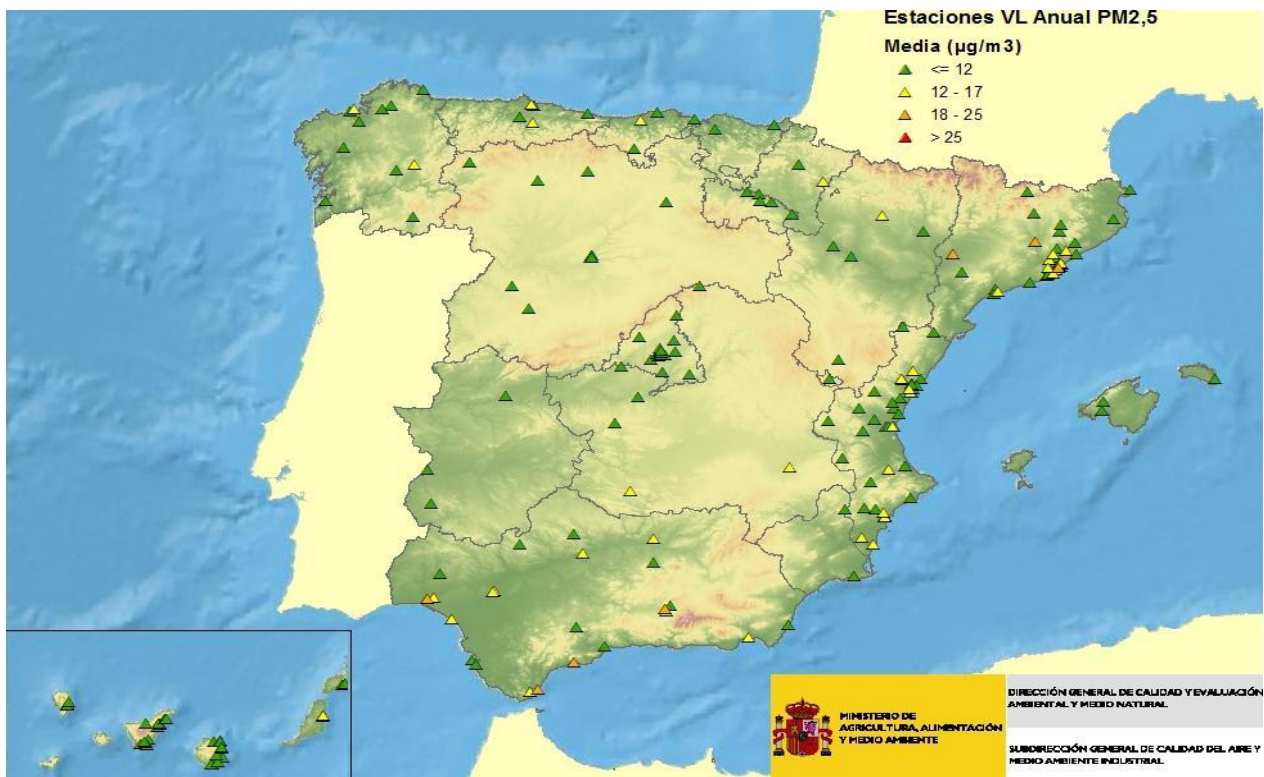 Estaciones VL Anual PM2,5
Media (µg/m3)
<= 12
12 - 17
18 - 25
> 25
MINISTERIO DE
AGRICULTURA, ALIMENTACIÓN
Y MEDIO AMBIENTE
DIRECCIÓN GENERAL DE CALIDAD Y EVALUACIÓN
AMBIENTAL Y MEDIO NATURAL
SUBDIRECCIÓN GENERAL DE CALIDAD DEL AIRE Y
MEDIO AMBIENTE INDUSTRIAL